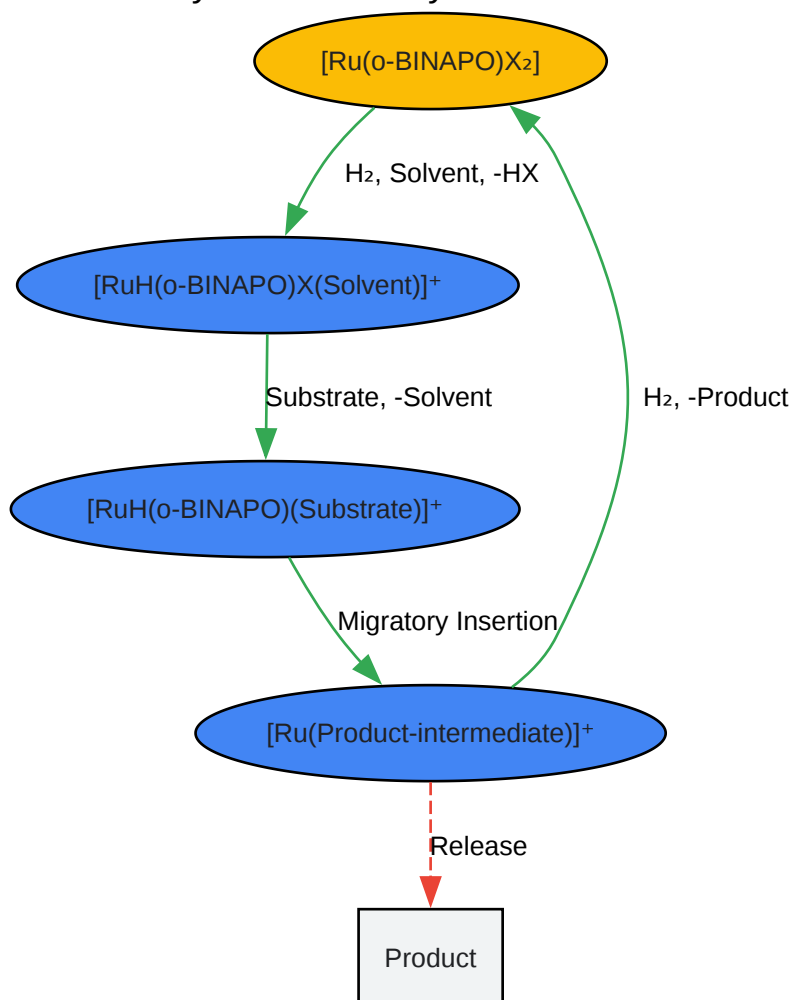 [Ru(o-BINAPO)X₂]
H₂, Solvent, -HX
[RuH(o-BINAPO)X(Solvent)]⁺
Substrate, -Solvent
H₂, -Product
[RuH(o-BINAPO)(Substrate)]⁺
Migratory Insertion
[Ru(Product-intermediate)]⁺
Release
Product